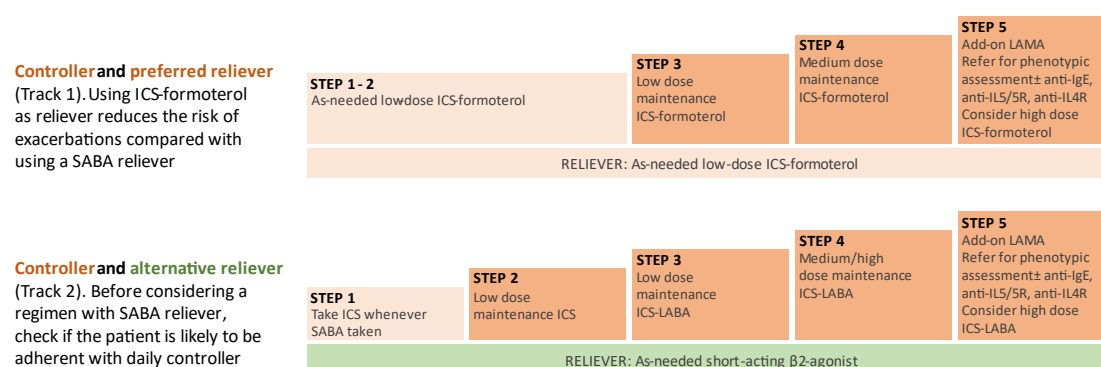 Controller and preferred reliever
(Track 1). Using ICS-formoterol
as reliever reduces the risk of
exacerbations compared with
using a SABA reliever
STEP 1 - 2
As-needed low-dose ICS-formoterol
STEP 3
Low dose
maintenance
ICS-formoterol
STEP 4
Medium dose
maintenance
ICS-formoterol
STEP 5
Add-on LAMA
Refer for phenotypic
assessment± anti-IgE,
anti-IL5/5R, anti-IL4R
Consider high dose
ICS-formoterol
RELIEVER: As-needed low-dose ICS-formoterol
Controller and alternative reliever
(Track 2). Before considering a
regimen with SABA reliever,
check if the patient is likely to be
adherent with daily controller
STEP 1
Take ICS whenever
SABA taken
STEP 2
Low dose
maintenance ICS
STEP 3
Low dose
maintenance
ICS-LABA
STEP 4
Medium/high
dose maintenance
ICS-LABA
STEP 5
Add-on LAMA
Refer for phenotypic
assessment± anti-IgE,
anti-IL5/5R, anti-IL4R
Consider high dose
ICS-LABA
RELIEVER: As-needed short-acting β2-agonist